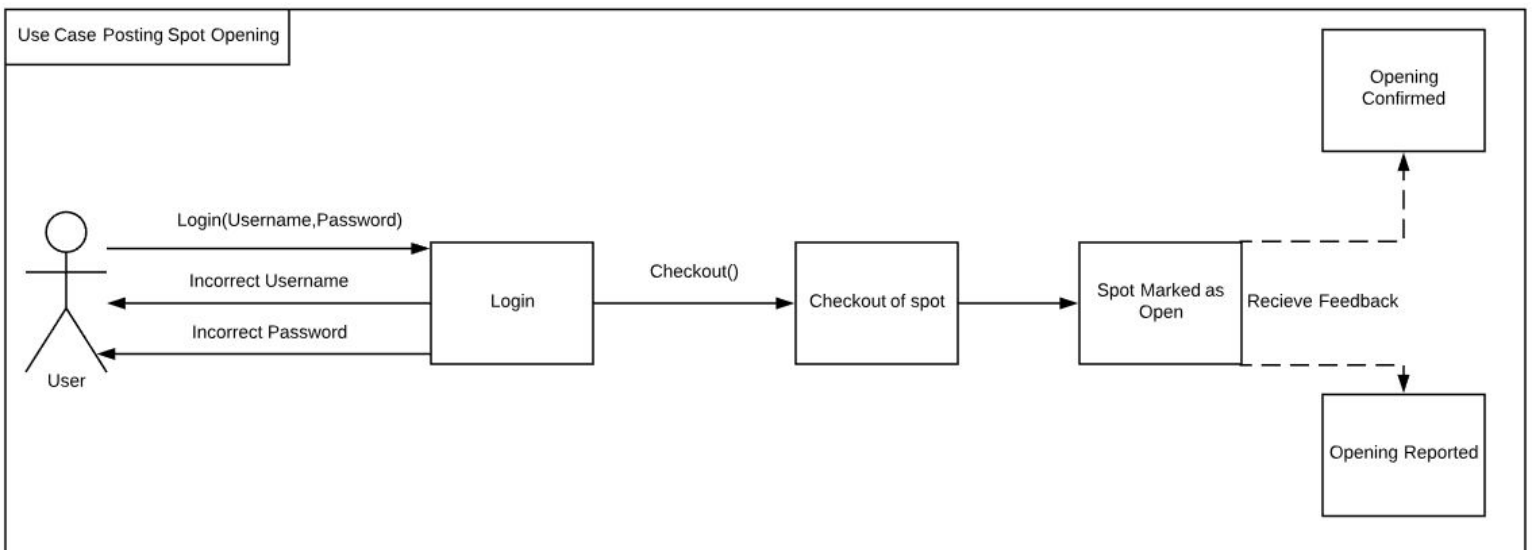 Use Case Posting Spot Opening
Opening
Confirmed
Login(Username,Password)
Incorrect Username
Incorrect Password
User
Login
Checkout()
Checkout of spot
Spot Marked as
Open
Recieve Feedback
Opening Reported